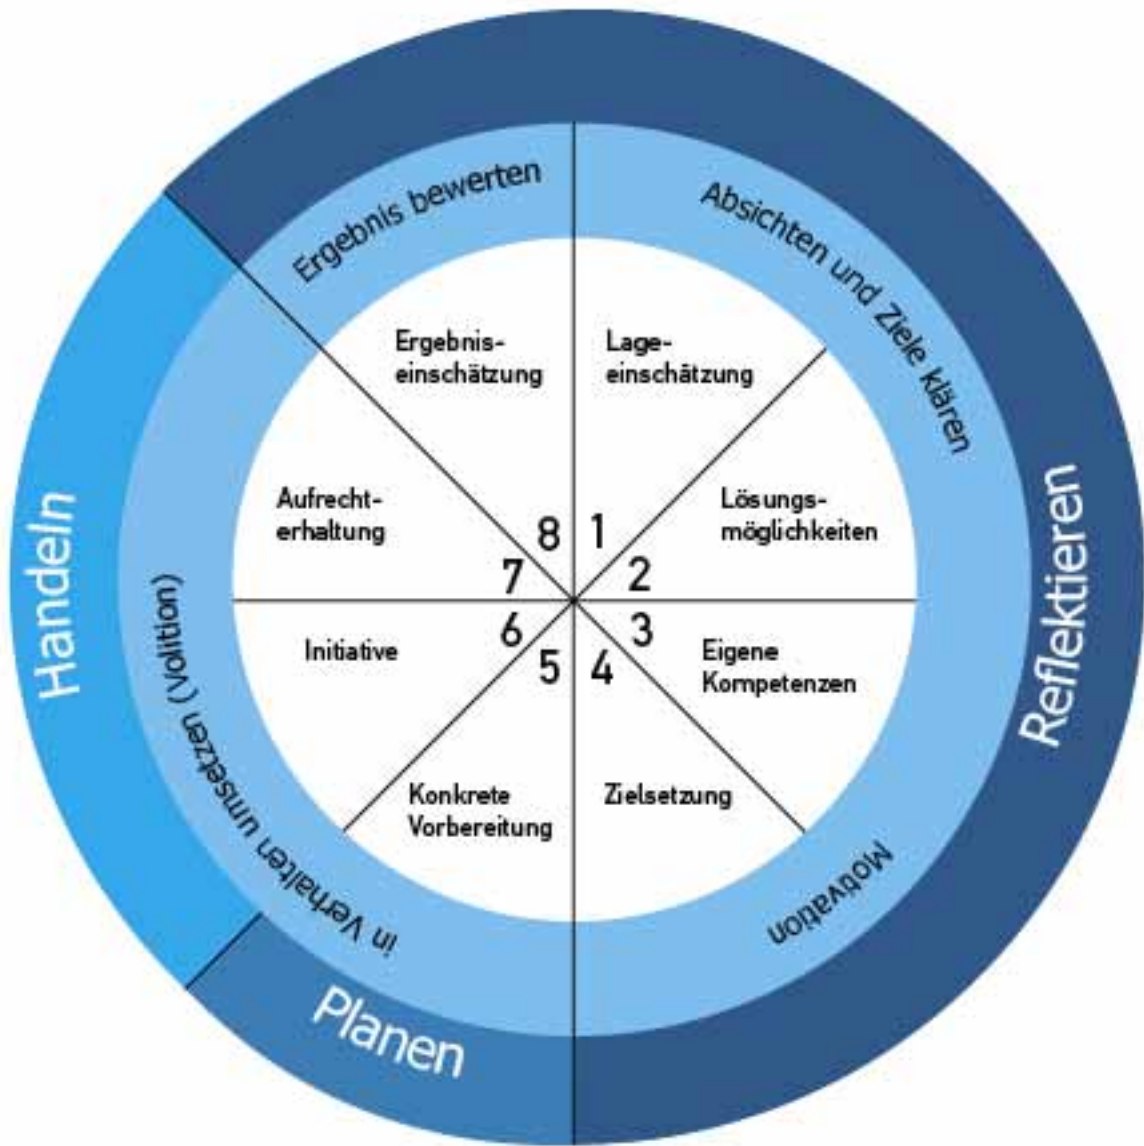 Ergebnis bewerten
Absichten und Ziele klären
Ergebnis-
einschätzung
Lage-
einschätzung
Aufrecht-
erhaltung
Lösungs-
möglichkeiten
8
1
7
2
6
3
5
4
Initiative
Eigene
Kompetenzen
Konkrete
Vorbereitung
Zielsetzung
Handeln
in Verhalten umsetzen (Volition)
Reflektieren
Motivation
Planen